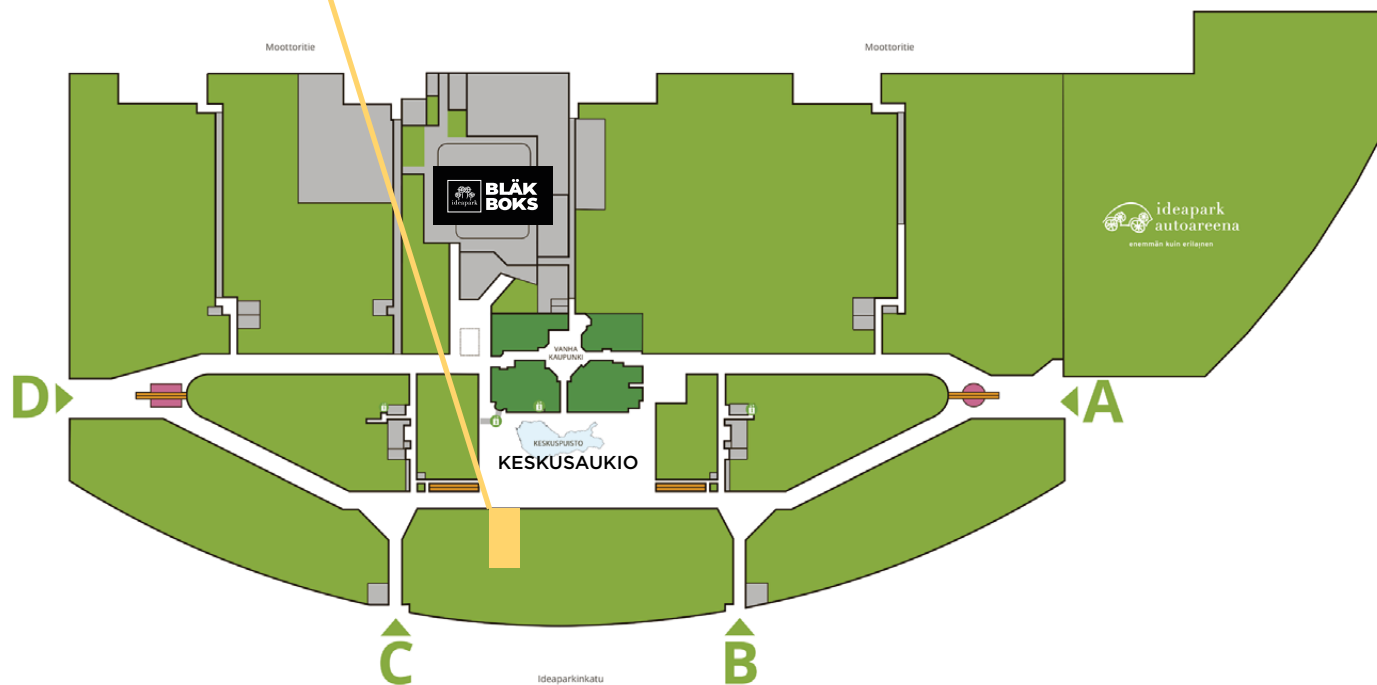 Moottoritie
Moottoritie
ideapark
BLÄK
BOKS
ideapark
autoareena
enemmän kuin erilainen
VANHA
KAUPUNKI
D
A
KESKUSPUISTO
KESKUSAUKIO
C
B
Ideaparkinkatu